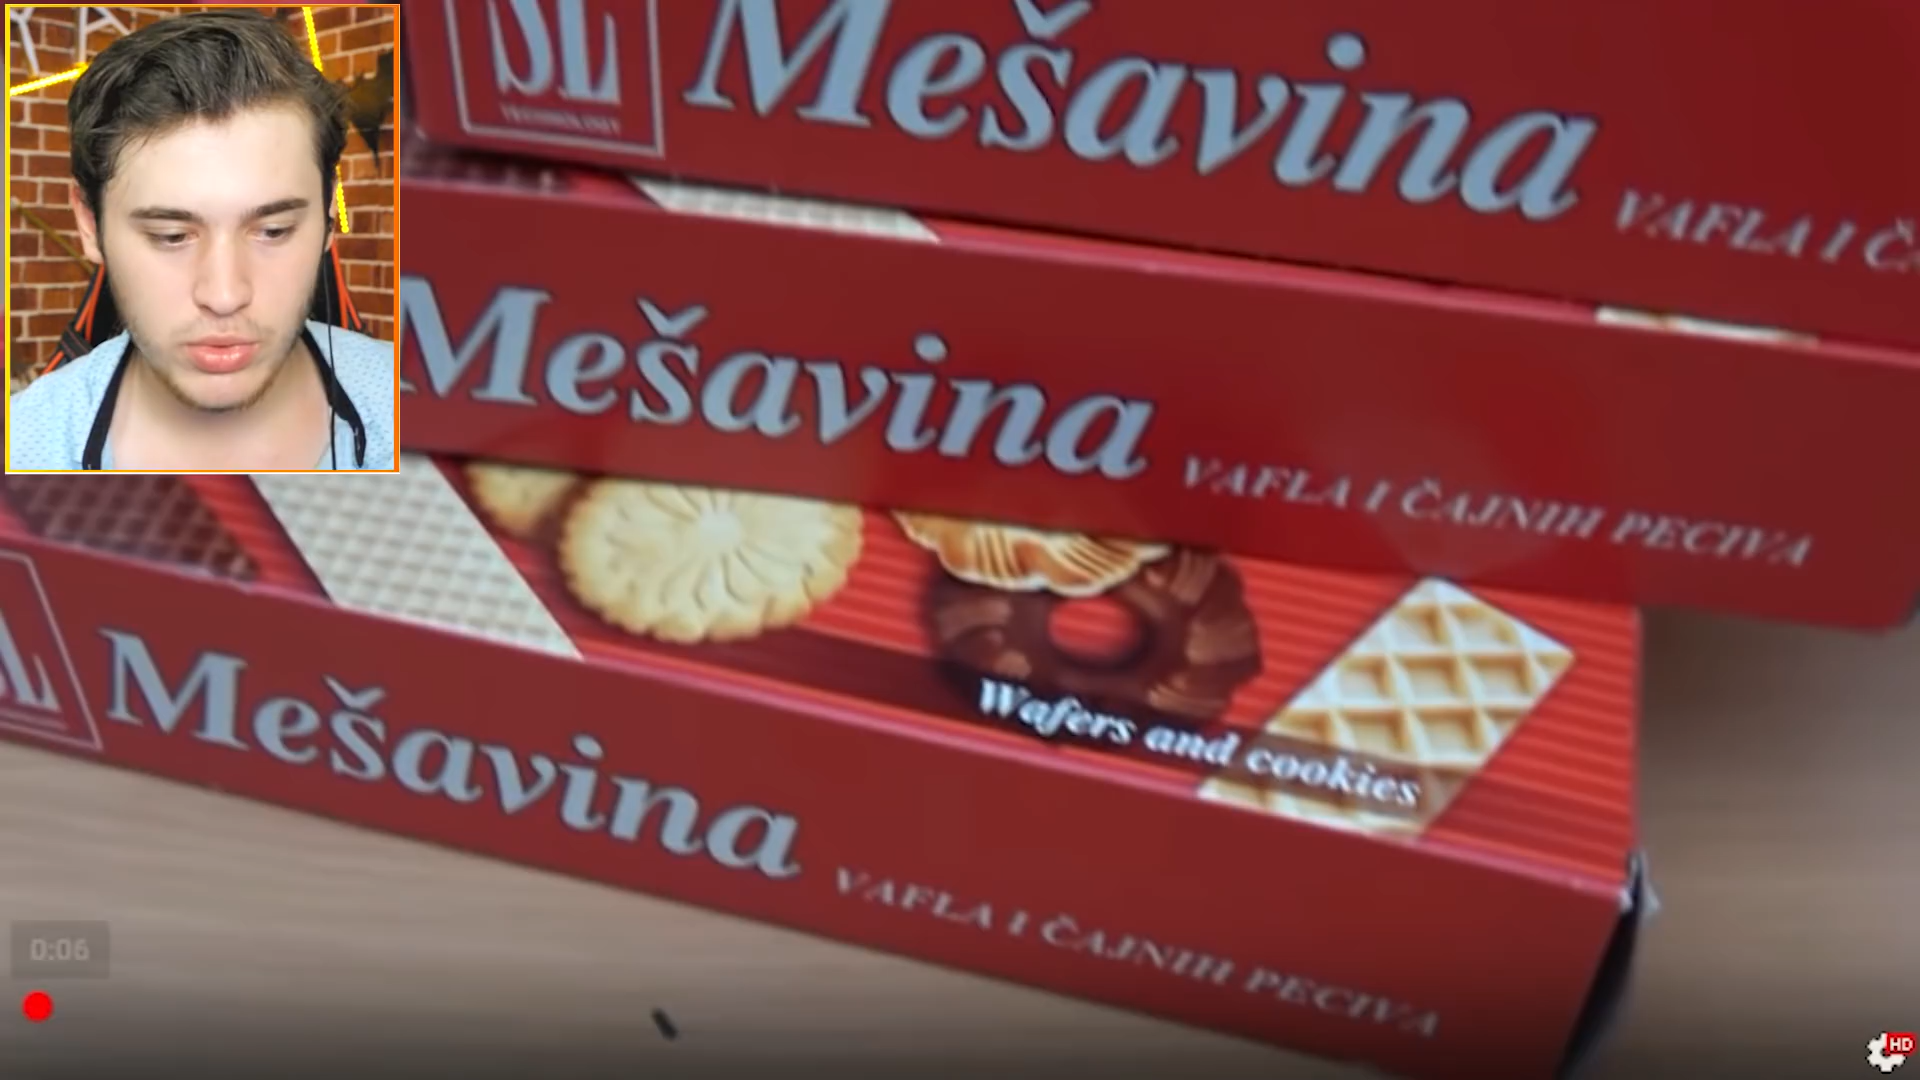 SL
Mešavina
VAFLA I Č
Mešavina
VAFLA I ČAJNIH PECIVA
Wafers and cookies
SL
Mešavina
VAFLA I ČAJNIH PECIVA
0:06
HD